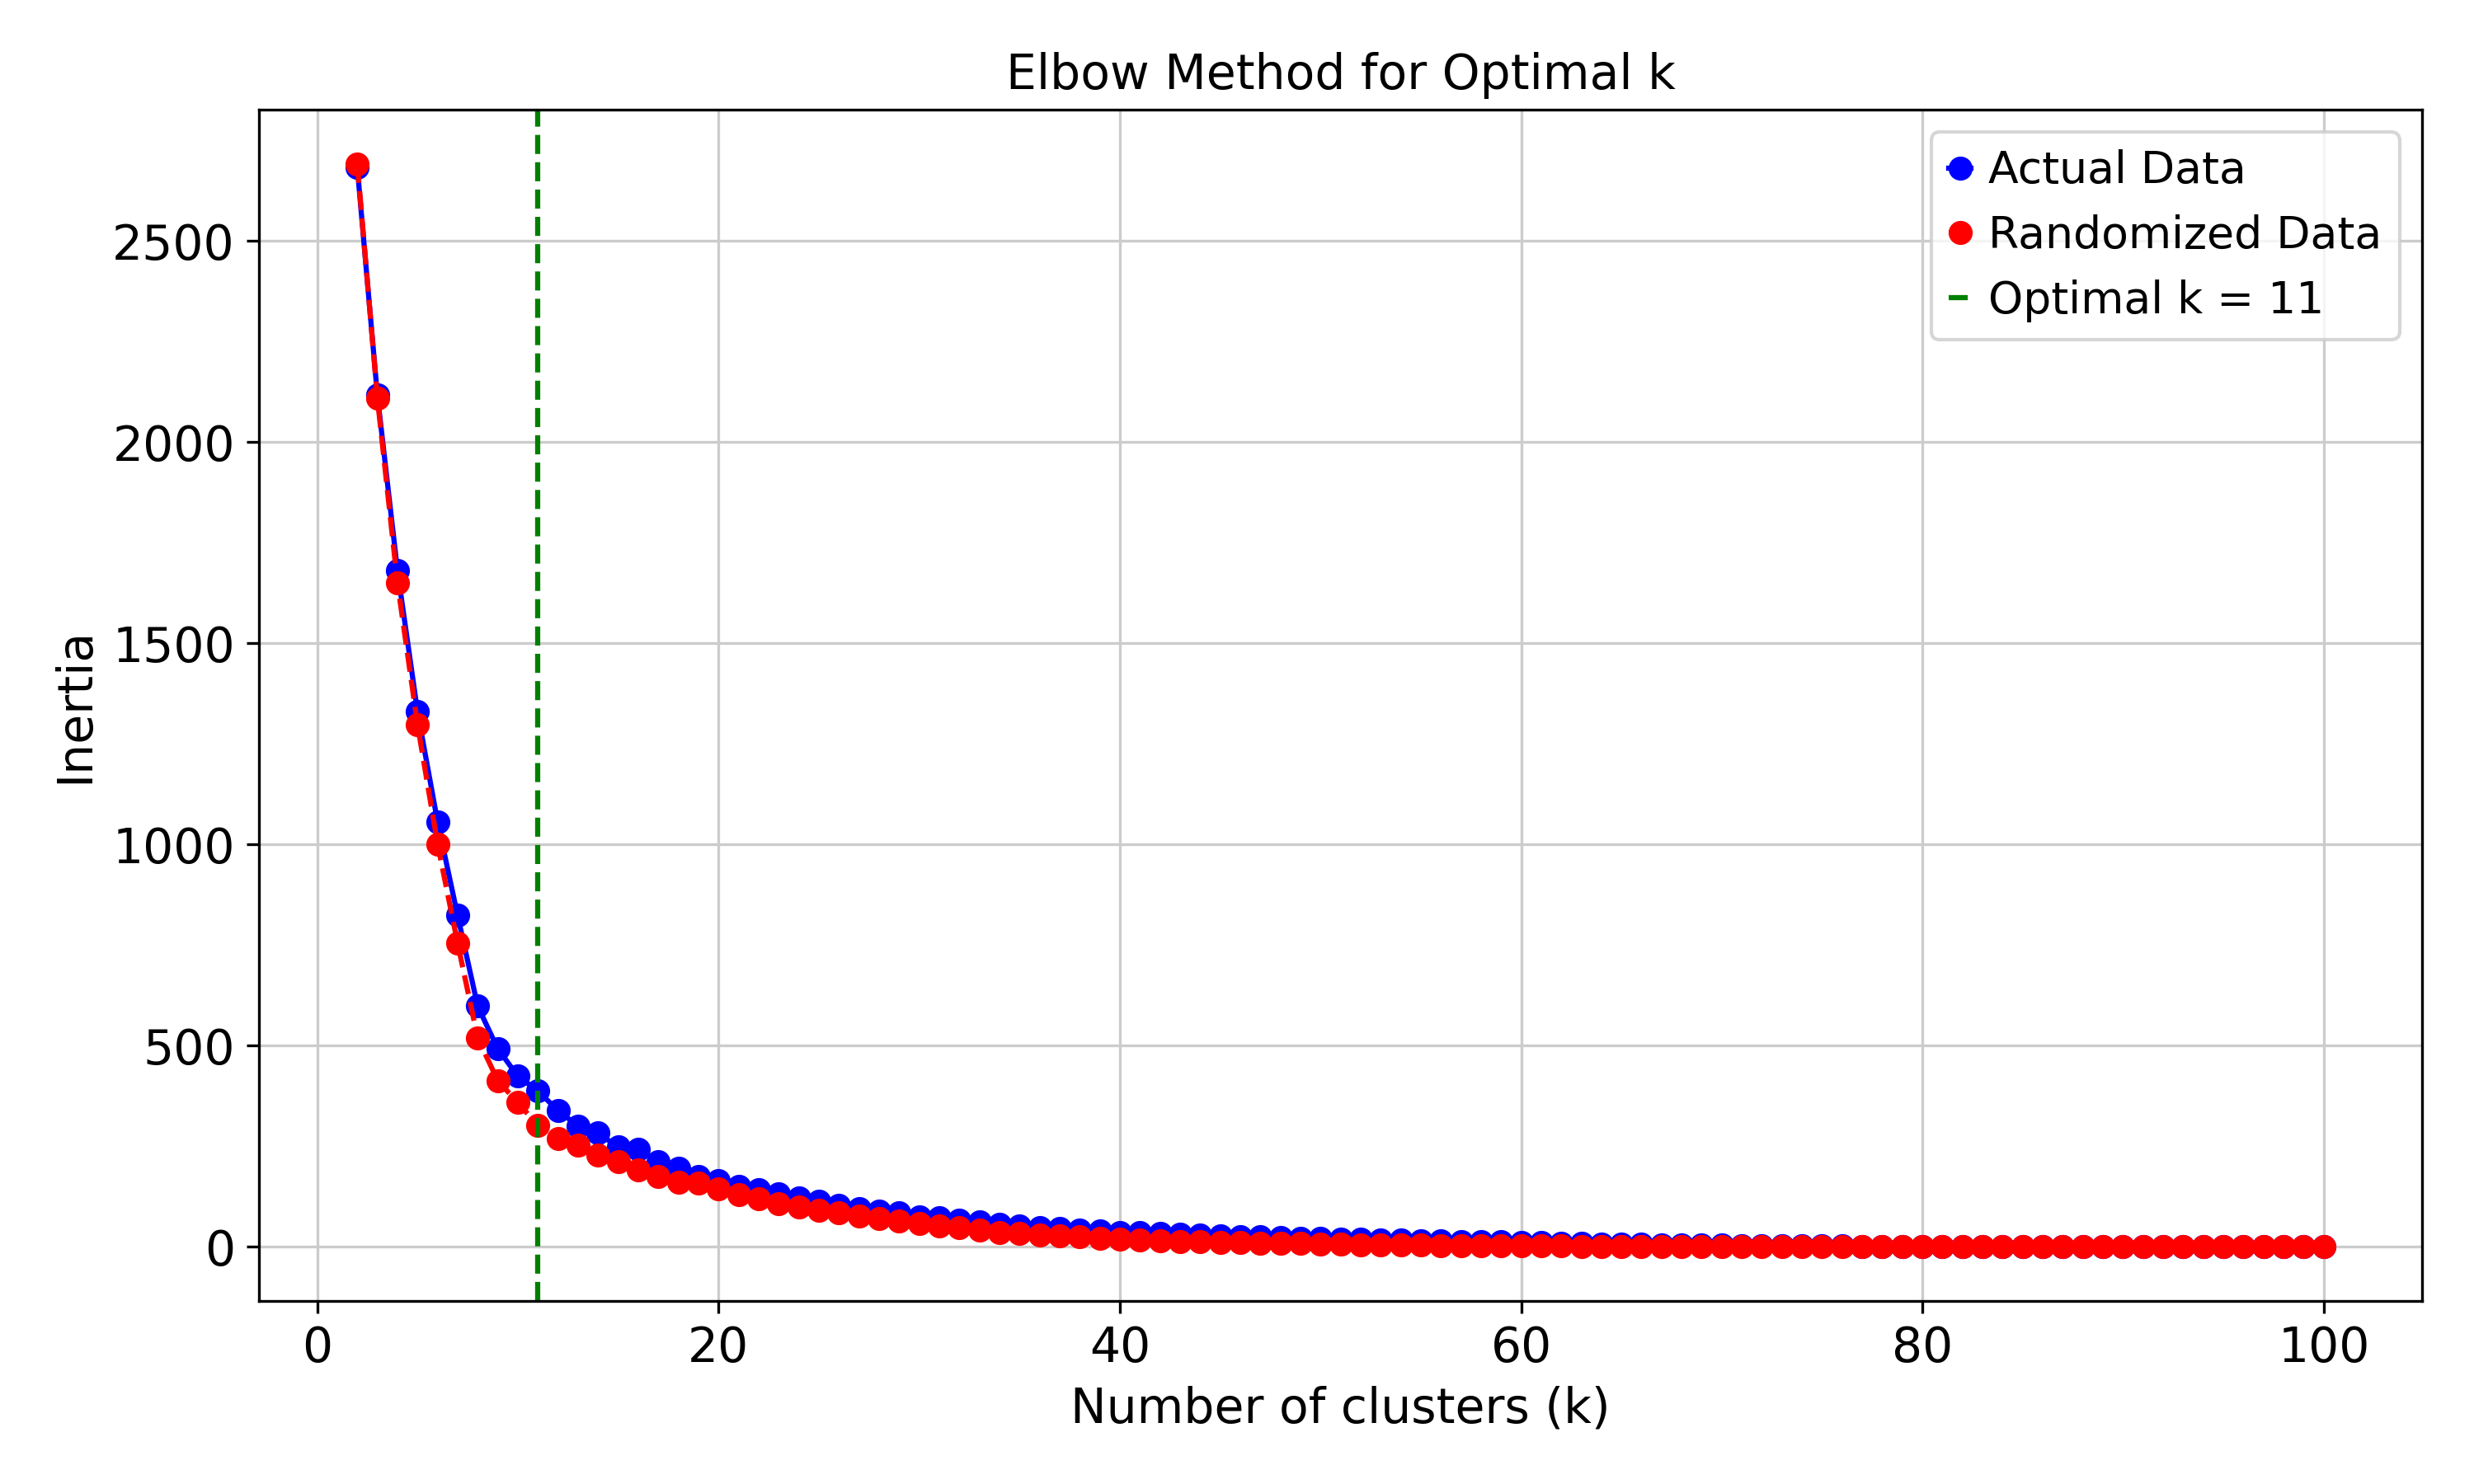 Elbow Method for Optimal k
Actual Data
Randomized Data
Optimal k = 11
2500
2000
1500
1000
500
0
Inertia
0 20 40 60 80 100
Number of clusters (k)